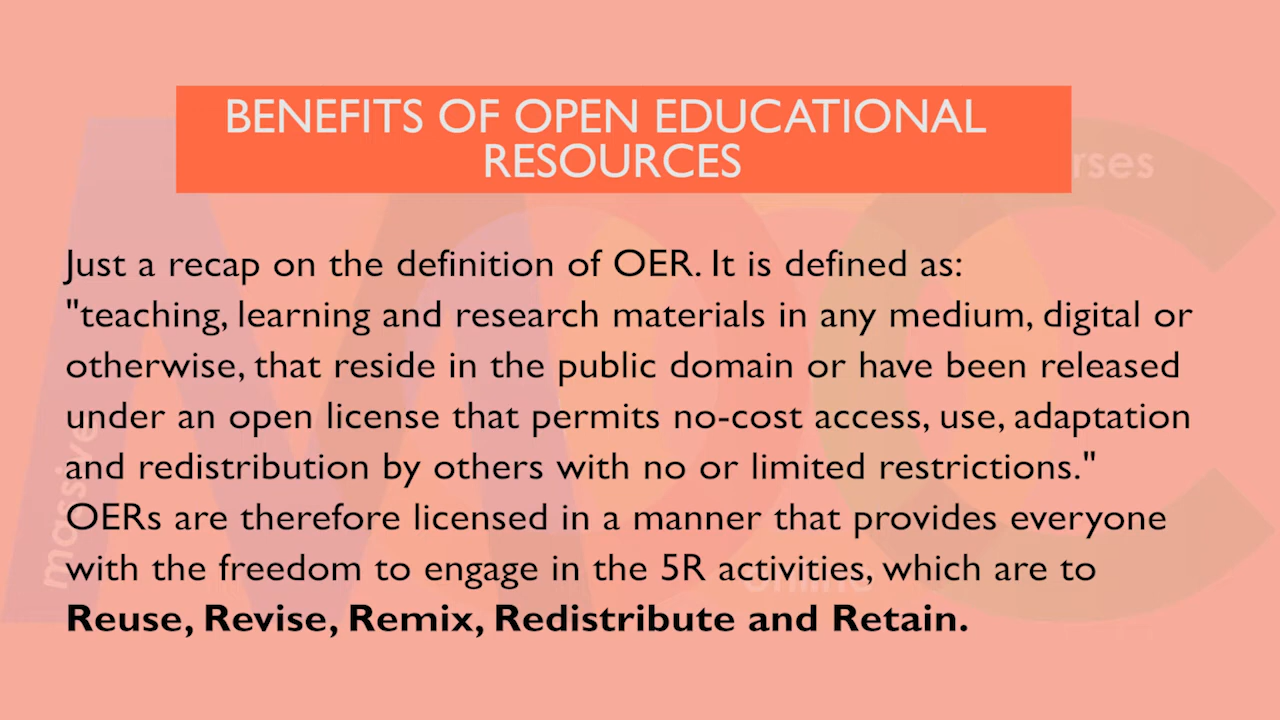 BENEFITS OF OPEN EDUCATIONAL
RESOURCES
rses
Just a recap on the definition of OER. It is defined as:
"teaching, learning and research materials in any medium, digital or
otherwise, that reside in the public domain or have been released
under an open license that permits no-cost access, use, adaptation
and redistribution by others with no or limited restrictions."
OERs are therefore licensed in a manner that provides everyone
with the freedom to engage in the 5R activities, which are to
Reuse, Revise, Remix, Redistribute and Retain.
massive
online